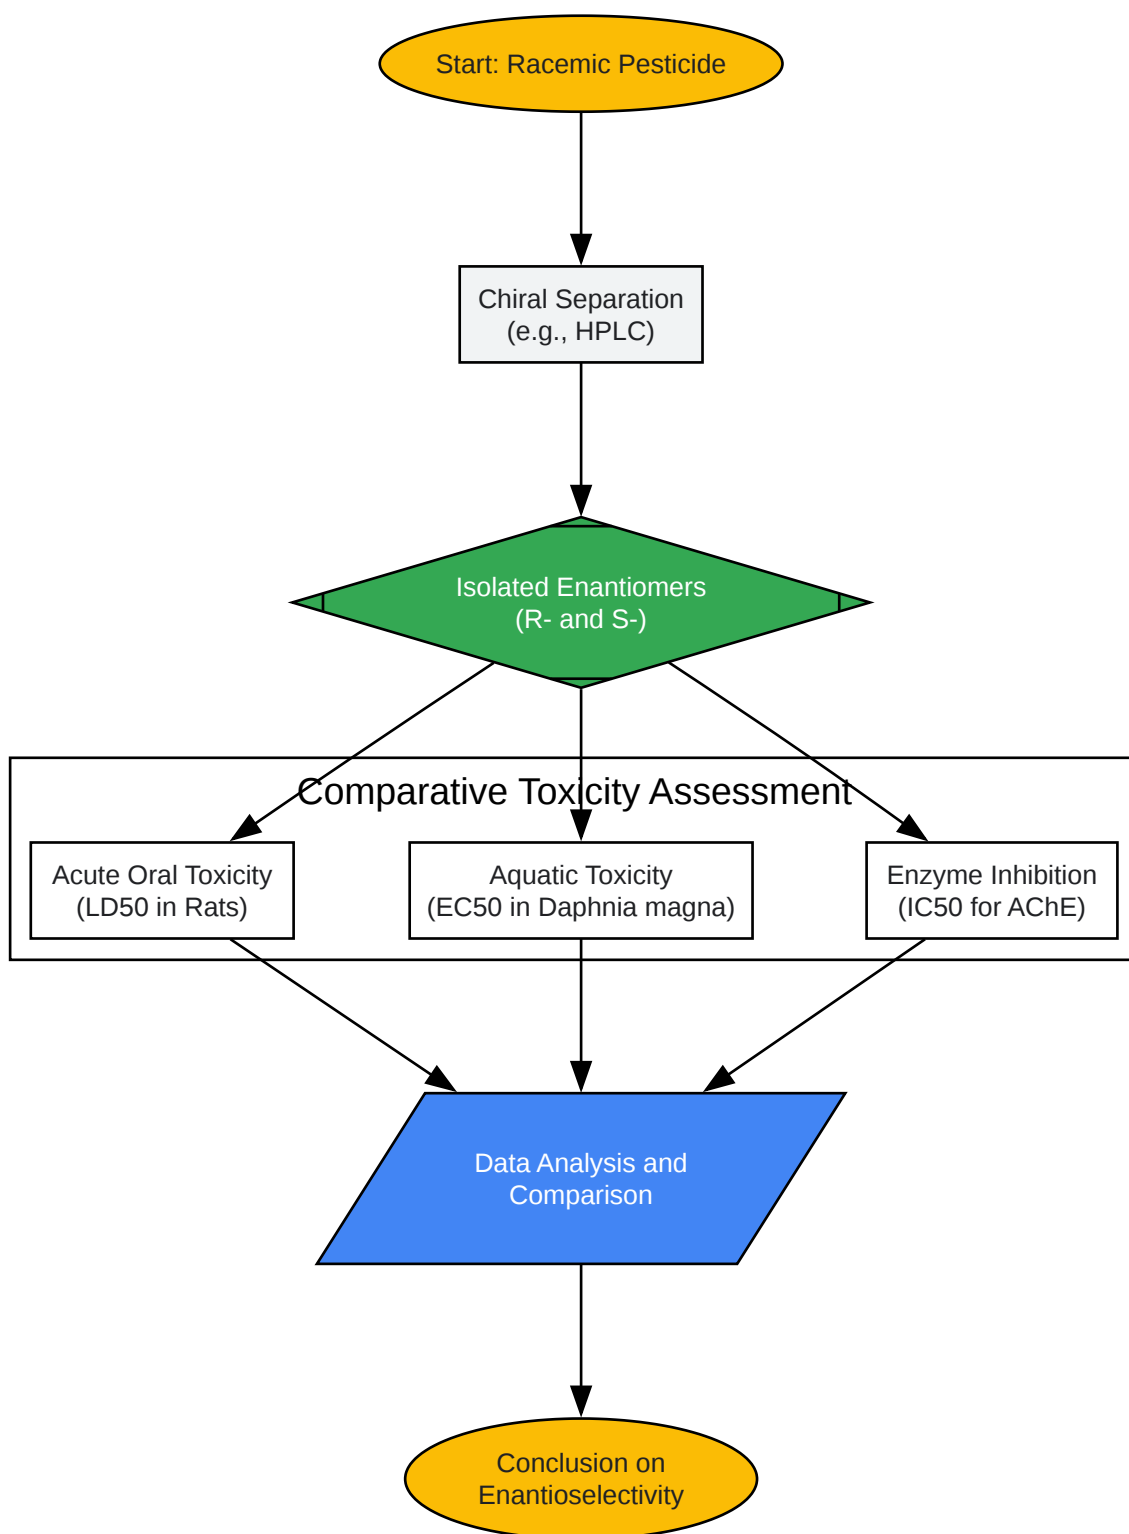 Start: Racemic Pesticide
Chiral Separation
(e.g., HPLC)
Isolated Enantiomers
(R- and S-)
Comparative Toxicity Assessment
Acute Oral Toxicity
(LD50 in Rats)
Aquatic Toxicity
(EC50 in Daphnia magna)
Enzyme Inhibition
(IC50 for AChE)
Data Analysis and
Comparison
Conclusion on
Enantioselectivity